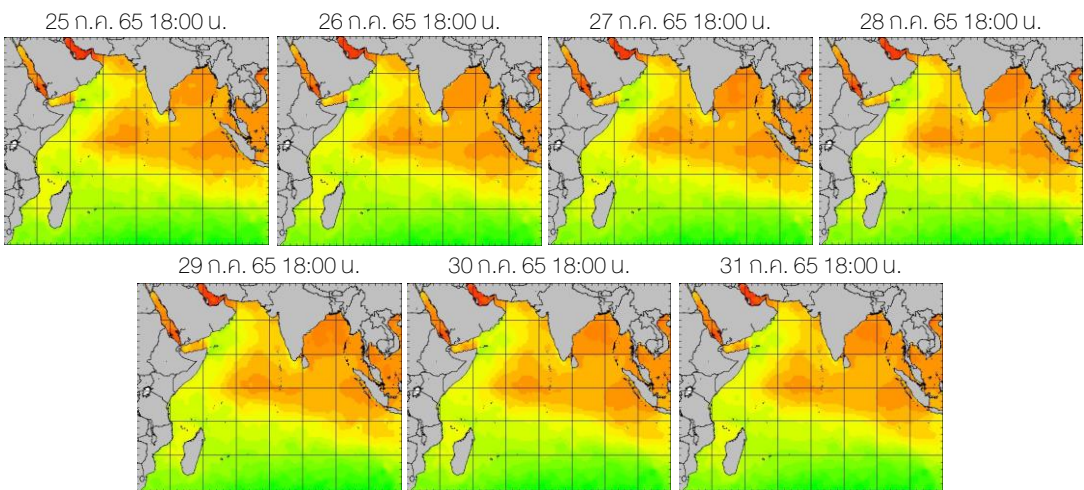 25 ก.ค. 65 18:00 น.
26 ก.ค. 65 18:00 น.
27 ก.ค. 65 18:00 น.
28 ก.ค. 65 18:00 น.
29 ก.ค. 65 18:00 น.
30 ก.ค. 65 18:00 น.
31 ก.ค. 65 18:00 น.